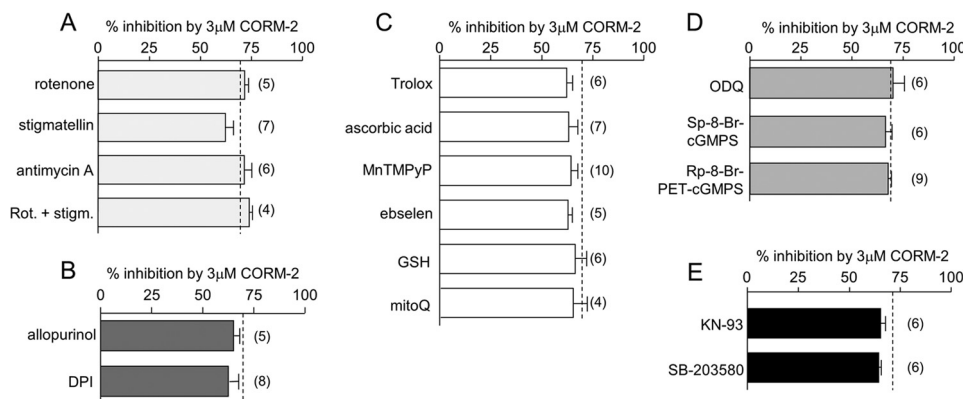 A
% inhibition by 3μM CORM-2
0 25 50 75 100
rotenone (5)
stigmatellin (7)
antimycin A (6)
Rot. + stigm. (4)
B
% inhibition by 3μM CORM-2
0 25 50 75 100
allopurinol (5)
DPI (8)
C
% inhibition by 3μM CORM-2
0 25 50 75 100
Trolox (6)
ascorbic acid (7)
MnTMPyP (10)
ebselen (5)
GSH (6)
mitoQ (4)
D
% inhibition by 3μM CORM-2
0 25 50 75 100
ODQ (6)
Sp-8-Br-
cGMPS (6)
Rp-8-Br-
PET-cGMPS (9)
E
% inhibition by 3μM CORM-2
0 25 50 75 100
KN-93 (6)
SB-203580 (6)